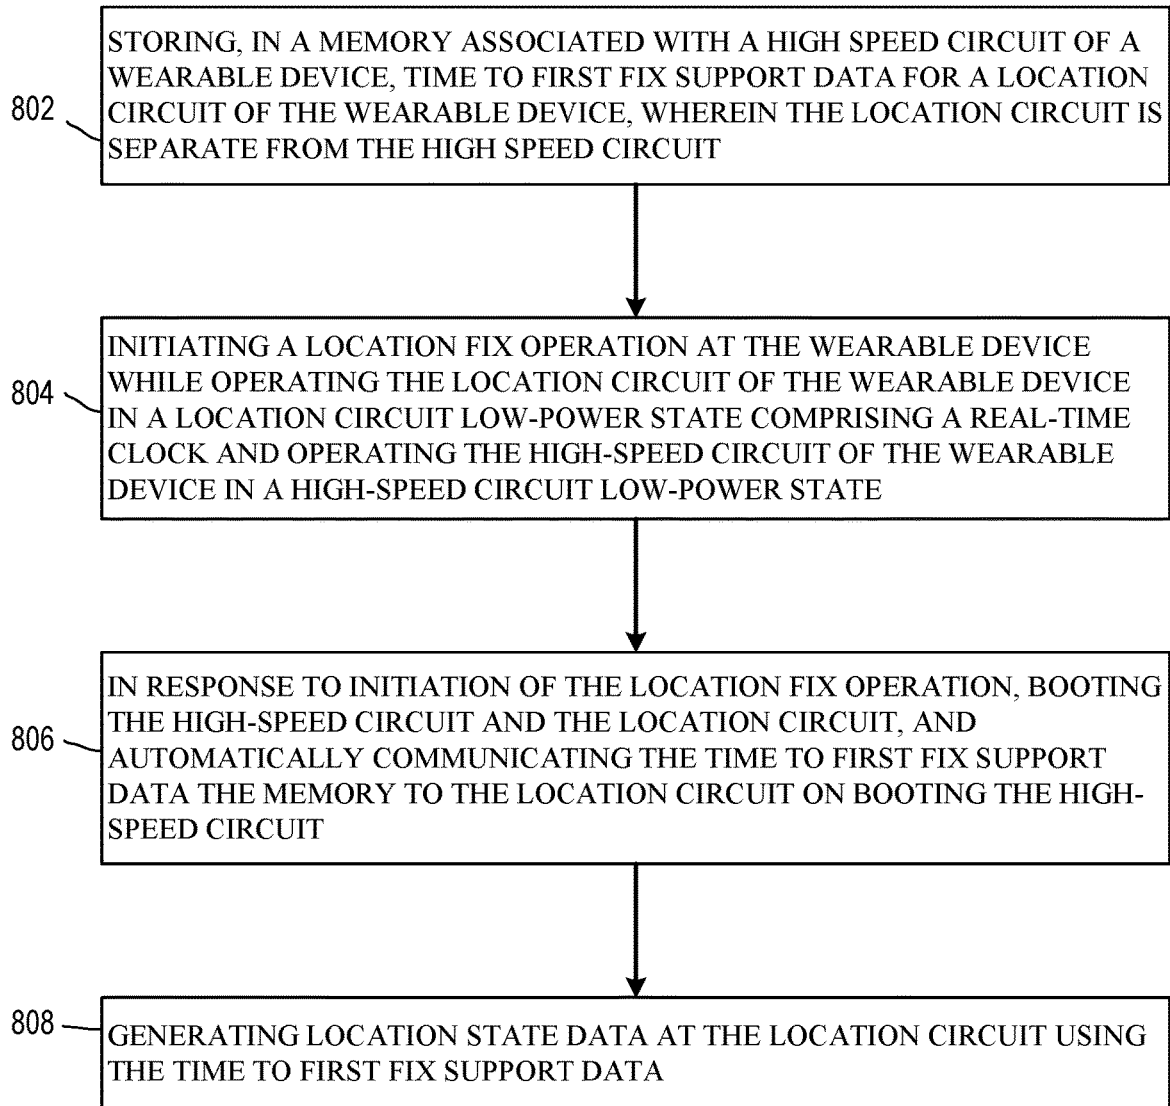 802
STORING, IN A MEMORY ASSOCIATED WITH A HIGH SPEED CIRCUIT OF A
WEARABLE DEVICE, TIME TO FIRST FIX SUPPORT DATA FOR A LOCATION
CIRCUIT OF THE WEARABLE DEVICE, WHEREIN THE LOCATION CIRCUIT IS
SEPARATE FROM THE HIGH SPEED CIRCUIT
804
INITIATING A LOCATION FIX OPERATION AT THE WEARABLE DEVICE
WHILE OPERATING THE LOCATION CIRCUIT OF THE WEARABLE DEVICE
IN A LOCATION CIRCUIT LOW-POWER STATE COMPRISING A REAL-TIME
CLOCK AND OPERATING THE HIGH-SPEED CIRCUIT OF THE WEARABLE
DEVICE IN A HIGH-SPEED CIRCUIT LOW-POWER STATE
806
IN RESPONSE TO INITIATION OF THE LOCATION FIX OPERATION, BOOTING
THE HIGH-SPEED CIRCUIT AND THE LOCATION CIRCUIT, AND
AUTOMATICALLY COMMUNICATING THE TIME TO FIRST FIX SUPPORT
DATA THE MEMORY TO THE LOCATION CIRCUIT ON BOOTING THE HIGH-
SPEED CIRCUIT
808
GENERATING LOCATION STATE DATA AT THE LOCATION CIRCUIT USING
THE TIME TO FIRST FIX SUPPORT DATA